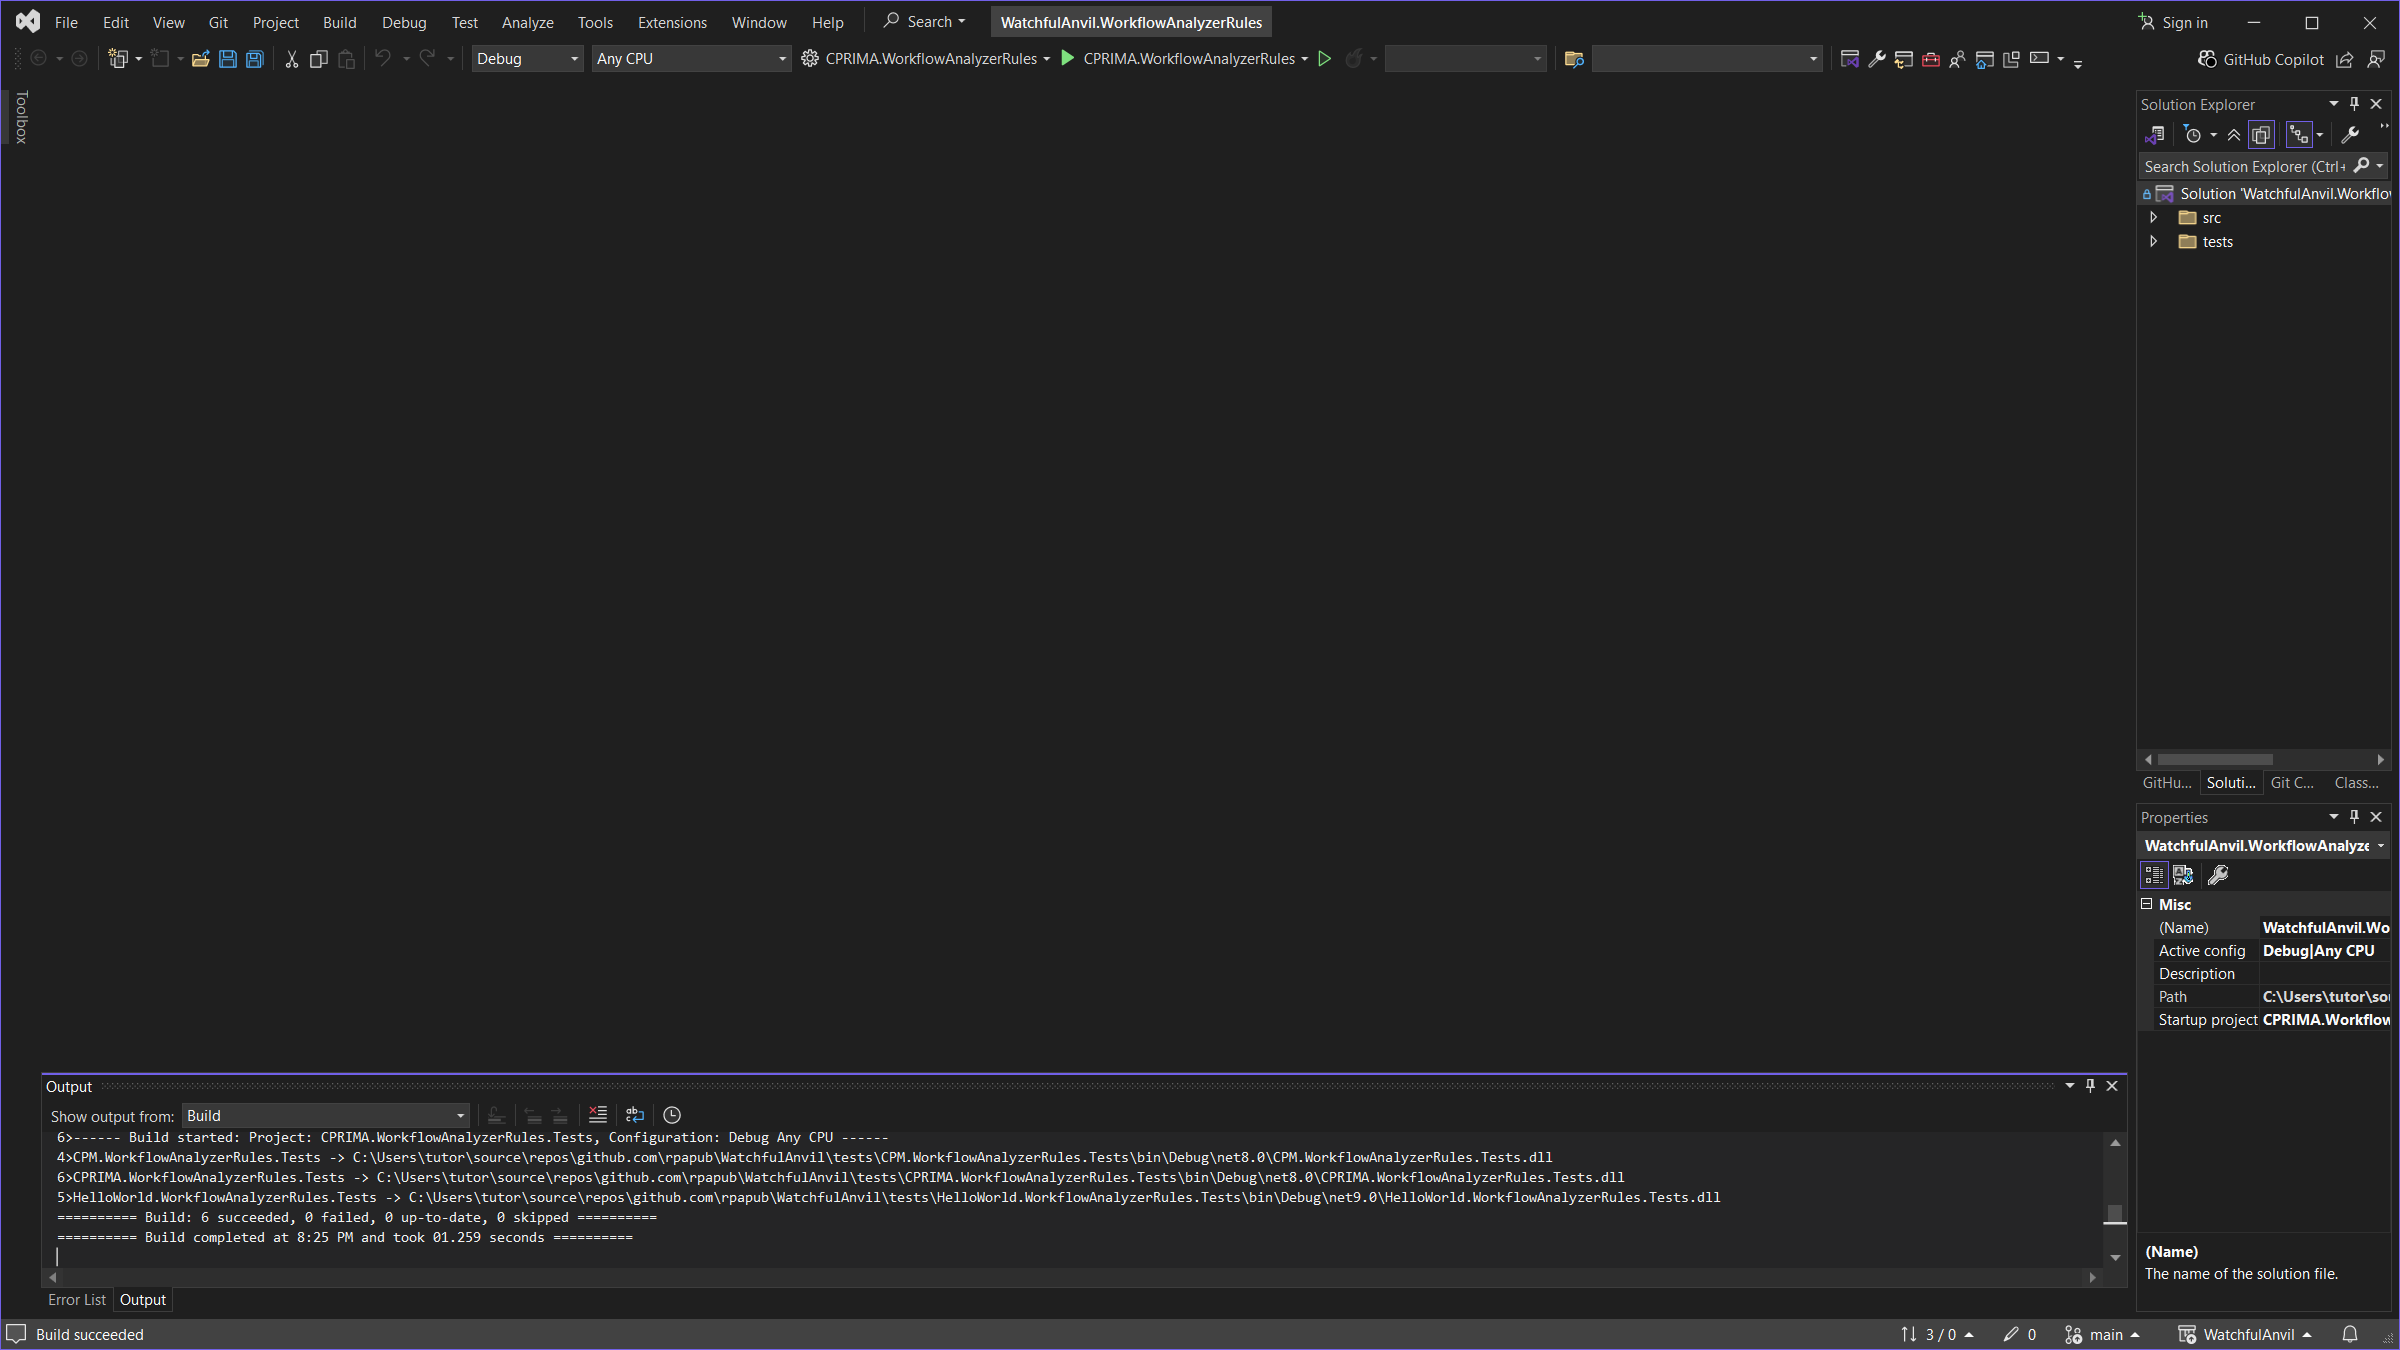 File Edit View Git Project Build Debug Test Analyze Tools Extensions Window Help Search WatchfulAnvil.WorkflowAnalyzerRules Sign in
Debug Any CPU CPRIMA.WorkflowAnalyzerRules CPRIMA.WorkflowAnalyzerRules GitHub Copilot
Toolbox
Solution Explorer
Search Solution Explorer (Ctrl+
Solution 'WatchfulAnvil.Workflo
src
tests
GitHu... Soluti... Git C... Class...
Properties
WatchfulAnvil.WorkflowAnalyze
Misc
(Name) WatchfulAnvil.Wo
Active config Debug|Any CPU
Description
Path C:\Users\tutor\sou
Startup project CPRIMA.Workflow
(Name)
The name of the solution file.
Output
Show output from: Build
6>------ Build started: Project: CPRIMA.WorkflowAnalyzerRules.Tests, Configuration: Debug Any CPU ------
4>CPM.WorkflowAnalyzerRules.Tests -> C:\Users\tutor\source\repos\github.com\rpapub\WatchfulAnvil\tests\CPM.WorkflowAnalyzerRules.Tests\bin\Debug\net8.0\CPM.WorkflowAnalyzerRules.Tests.dll
6>CPRIMA.WorkflowAnalyzerRules.Tests -> C:\Users\tutor\source\repos\github.com\rpapub\WatchfulAnvil\tests\CPRIMA.WorkflowAnalyzerRules.Tests\bin\Debug\net8.0\CPRIMA.WorkflowAnalyzerRules.Tests.dll
5>HelloWorld.WorkflowAnalyzerRules.Tests -> C:\Users\tutor\source\repos\github.com\rpapub\WatchfulAnvil\tests\HelloWorld.WorkflowAnalyzerRules.Tests\bin\Debug\net9.0\HelloWorld.WorkflowAnalyzerRules.Tests.dll
========== Build: 6 succeeded, 0 failed, 0 up-to-date, 0 skipped ==========
========== Build completed at 8:25 PM and took 01.259 seconds ==========
Error List Output
Build succeeded 3 / 0 0 main WatchfulAnvil